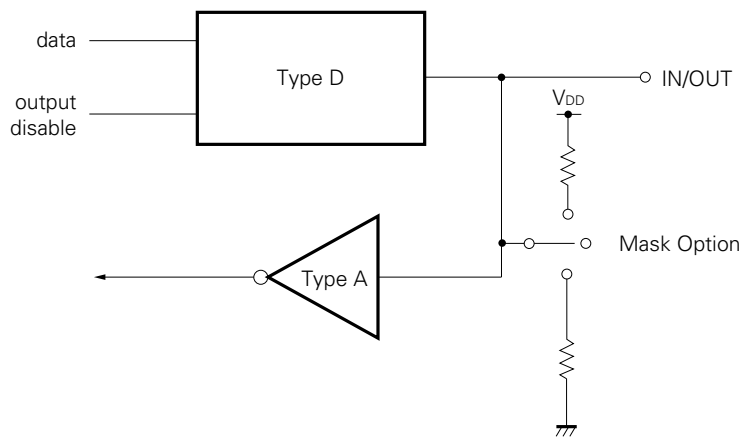 data
Type D
IN/OUT
output
disable
VDD
Mask Option
Type A